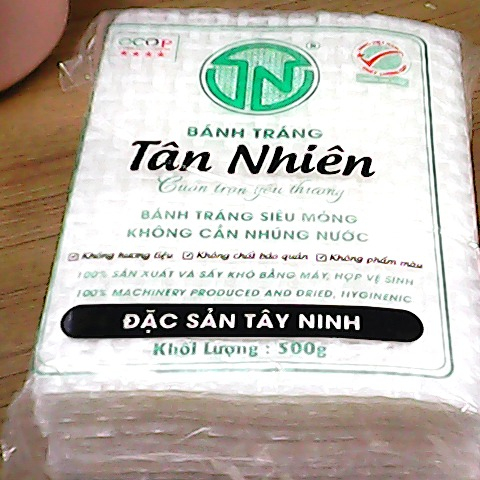 OCOP
TN
®
BÁNH TRÁNG
Tân Nhiên
Cuốn trọn yêu thương
BÁNH TRÁNG SIÊU MỎNG
KHÔNG CẦN NHÚNG NƯỚC
Không hương liệu Không chất bảo quản Không phẩm màu
100% SẢN XUẤT VÀ SẤY KHÔ BẰNG MÁY, HỢP VỆ SINH
100% MACHINERY PRODUCED AND DRIED, HYGINENIC
ĐẶC SẢN TÂY NINH
Khối Lượng : 500g